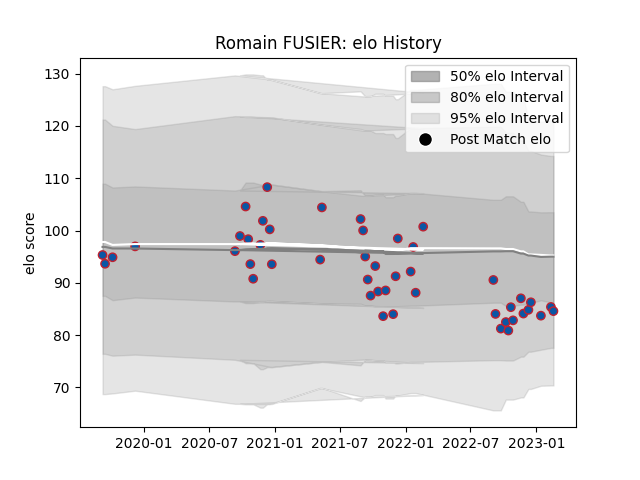 Romain FUSIER: elo History
elo score
130
120
110
100
90
80
70
50% elo Interval
80% elo Interval
95% elo Interval
Post Match elo
2020-01
2020-07
2021-01
2021-07
2022-01
2022-07
2023-01